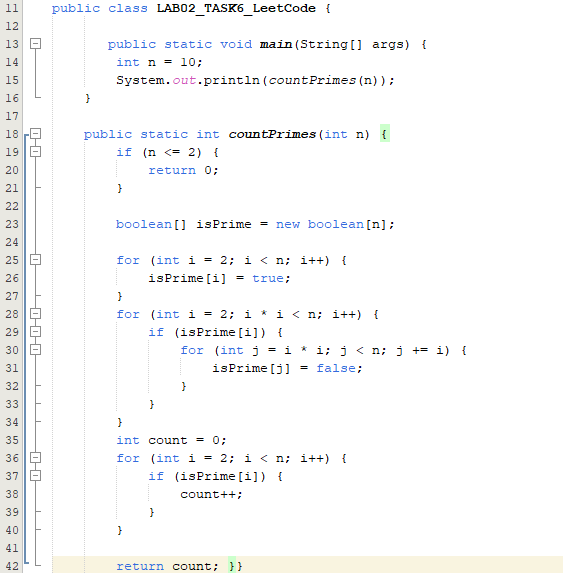 11 public class LAB02_TASK6_LeetCode {
12
13 public static void main(String[] args) {
14 int n = 10;
15 System.out.println(countPrimes(n));
16 }
17
18 public static int countPrimes(int n) {
19 if (n <= 2) {
20 return 0;
21 }
22
23 boolean[] isPrime = new boolean[n];
24
25 for (int i = 2; i < n; i++) {
26 isPrime[i] = true;
27 }
28 for (int i = 2; i * i < n; i++) {
29 if (isPrime[i]) {
30 for (int j = i * i; j < n; j += i) {
31 isPrime[j] = false;
32 }
33 }
34 }
35 int count = 0;
36 for (int i = 2; i < n; i++) {
37 if (isPrime[i]) {
38 count++;
39 }
40 }
41
42 return count; }}